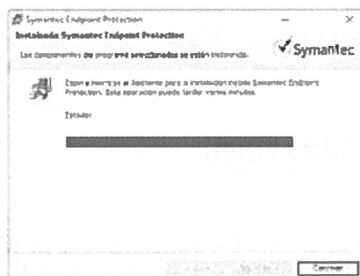 Symantec Endpoint Protection
Instalando Symantec Endpoint Protection
Los componentes del programa seleccionados se están instalando.
Symantec
Espere mientras el Asistente para la instalación instala Symantec Endpoint
Protection. Esta operación puede tardar varios minutos.
Estado:
Cancelar